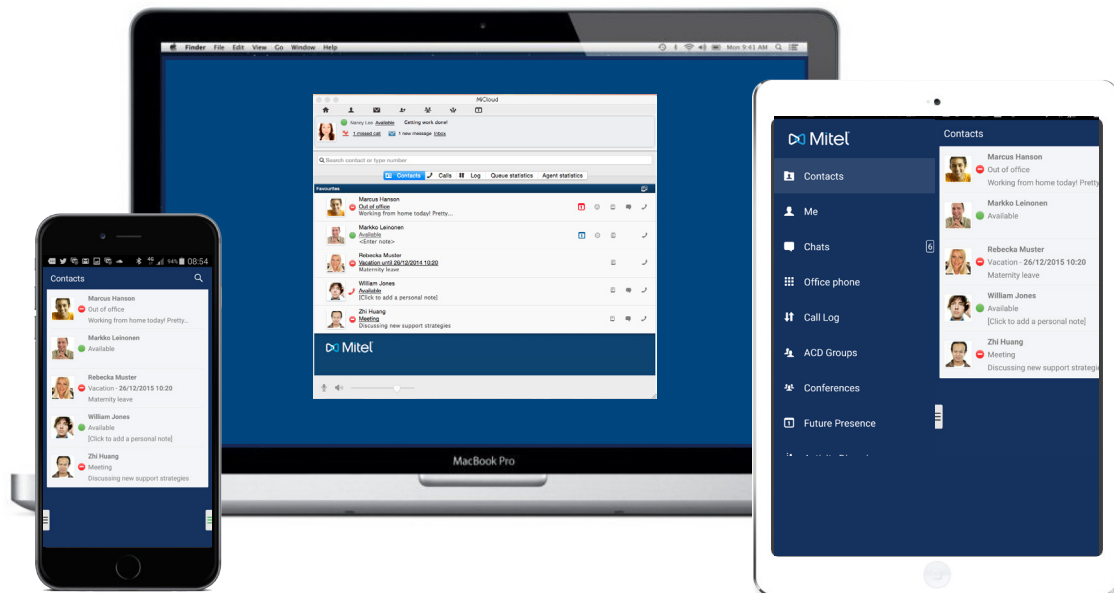 Finder File Edit View Go Window Help
Mon 9:41 AM
MiCloud
Nancy Lee Available Getting work done!
1 missed call 1 new message Inbox
Search contact or type number
Contacts Calls Log Queue statistics Agent statistics
Favourites
Marcus Hanson
Out of office
Working from home today! Pretty...
Markko Leinonen
Available
<Enter note>
Rebecka Muster
Vacation until 26/12/2014 10:20
Maternity leave
William Jones
Available
[Click to add a personal note]
Zhi Huang
Meeting
Discussing new support strategies
Mitel
MacBook Pro
94% 08:54
Contacts
Marcus Hanson
Out of office
Working from home today! Pretty..
Markko Leinonen
Available
Rebecka Muster
Vacation - 26/12/2015 10:20
Maternity leave
William Jones
Available
[Click to add a personal note]
Zhi Huang
Meeting
Discussing new support strategies
Mitel
Contacts
Me
Chats 6
Office phone
Call Log
ACD Groups
Conferences
Future Presence
Contacts
Marcus Hanson
Out of office
Working from home today! Pretty
Markko Leinonen
Available
Rebecka Muster
Vacation - 26/12/2015 10:20
Maternity leave
William Jones
Available
[Click to add a personal note]
Zhi Huang
Meeting
Discussing new support strategi